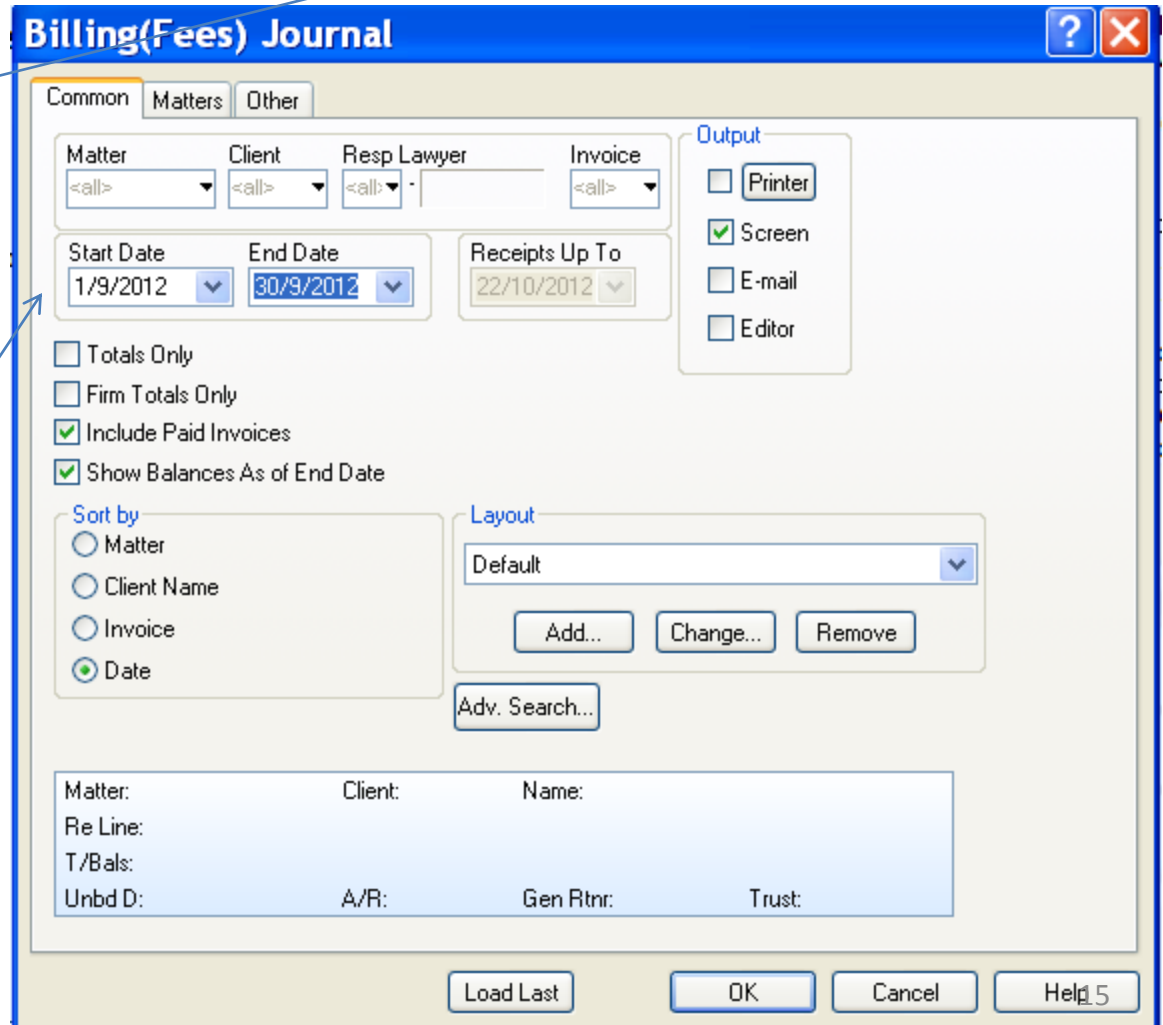 Billing(Fees) Journal
Common Matters Other
Matter Client Resp Lawyer Invoice
<all> <all> <all> - <all>
Output
Printer
Screen
E-mail
Editor
Start Date End Date Receipts Up To
1/9/2012 30/9/2012 22/10/2012
Totals Only
Firm Totals Only
Include Paid Invoices
Show Balances As of End Date
Sort by
Matter
Client Name
Invoice
Date
Layout
Default
Add... Change... Remove
Adv. Search...
Matter: Client: Name:
Re Line:
T/Bals:
Unbd D: A/R: Gen Rtnr: Trust:
Load Last OK Cancel Help
15